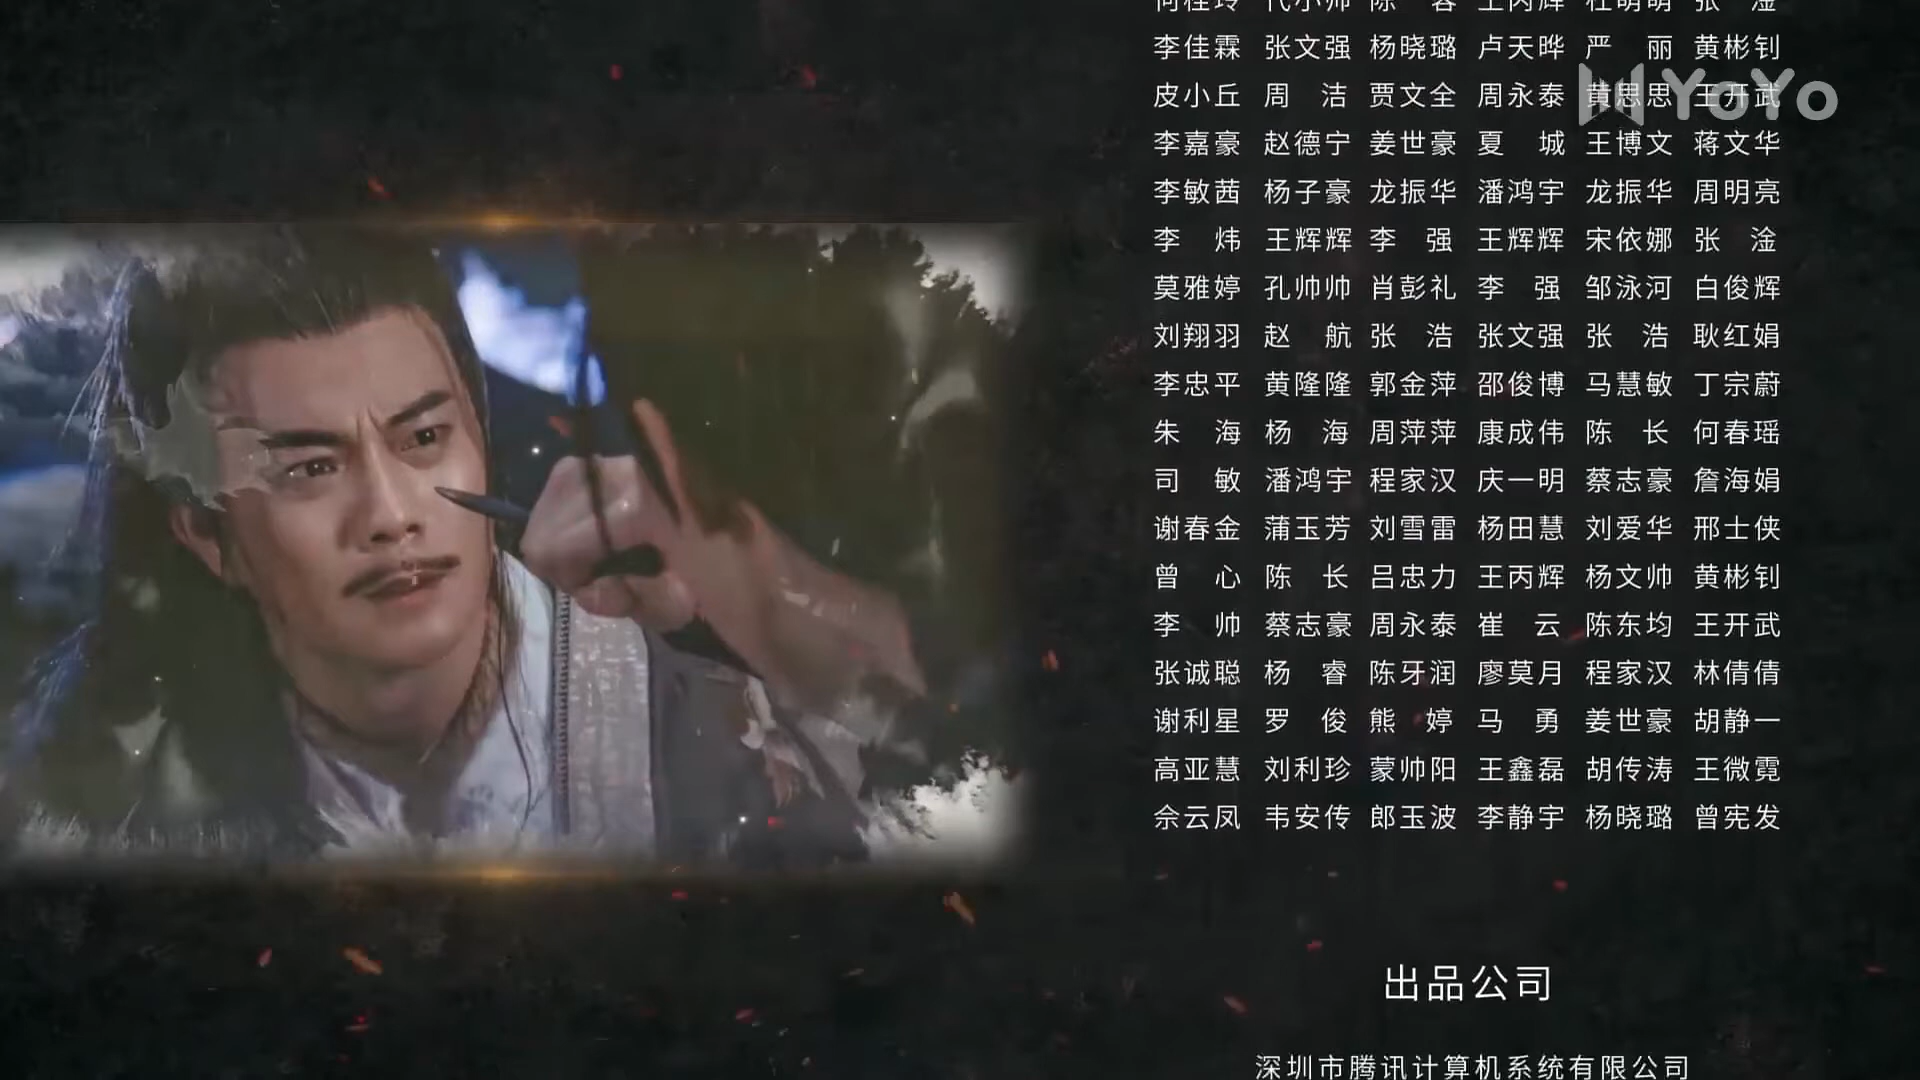 李佳霖 张文强 杨晓璐 卢天晔 严 丽 黄彬钊
皮小丘 周 洁 贾文全 周永泰 黄思思 王开武
YoYo
李嘉豪 赵德宁 姜世豪 夏 城 王博文 蒋文华
李敏茜 杨子豪 龙振华 潘鸿宇 龙振华 周明亮
李 炜 王辉辉 李 强 王辉辉 宋依娜 张 淦
莫雅婷 孔帅帅 肖彭礼 李 强 邹泳河 白俊辉
刘翔羽 赵 航 张 浩 张文强 张 浩 耿红娟
李忠平 黄隆隆 郭金萍 邵俊博 马慧敏 丁宗蔚
朱 海 杨 海 周萍萍 康成伟 陈 长 何春瑶
司 敏 潘鸿宇 程家汉 庆一明 蔡志豪 詹海娟
谢春金 蒲玉芳 刘雪雷 杨田慧 刘爱华 邢士侠
曾 心 陈 长 吕忠力 王丙辉 杨文帅 黄彬钊
李 帅 蔡志豪 周永泰 崔 云 陈东均 王开武
张诚聪 杨 睿 陈牙润 廖莫月 程家汉 林倩倩
谢利星 罗 俊 熊 婷 马 勇 姜世豪 胡静一
高亚慧 刘利珍 蒙帅阳 王鑫磊 胡传涛 王微霓
佘云凤 韦安传 郎玉波 李静宇 杨晓璐 曾宪发
出品公司
深圳市腾讯计算机系统有限公司